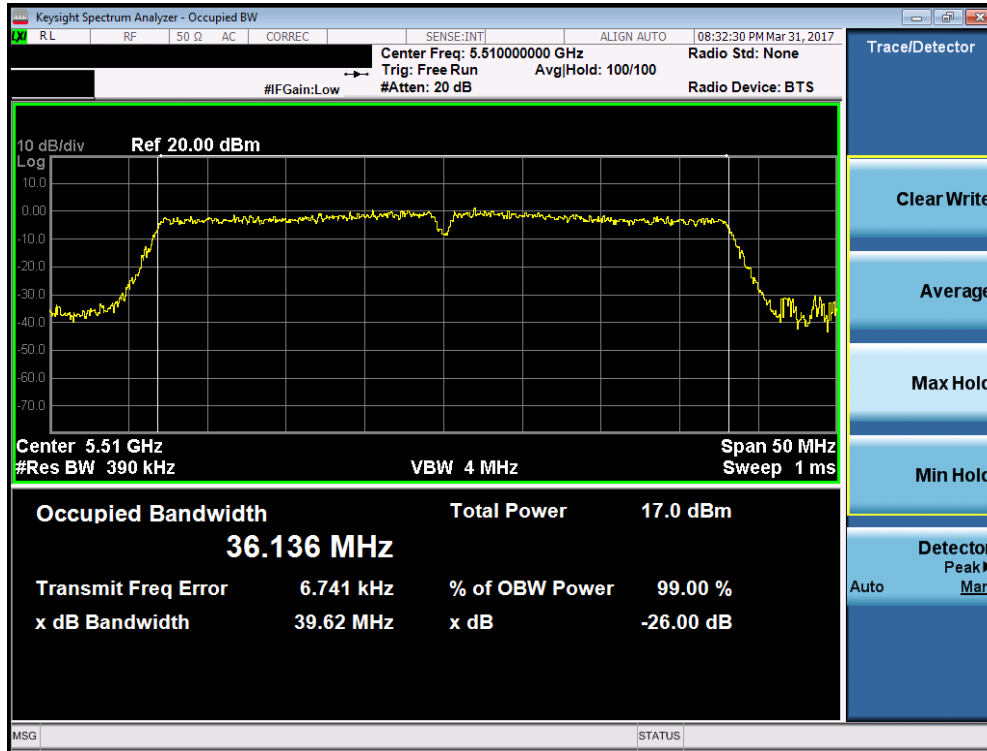 Keysight Spectrum Analyzer - Occupied BW
LXI RL RF 50 Ω AC CORREC SENSE:INT ALIGN AUTO 08:32:30 PM Mar 31, 2017
Center Freq: 5.510000000 GHz Radio Std: None
Trig: Free Run Avg|Hold: 100/100
#IFGain:Low #Atten: 20 dB Radio Device: BTS
Trace/Detector
10 dB/div Ref 20.00 dBm
Log
10.0
0.00
-10.0
-20.0
-30.0
-40.0
-50.0
-60.0
-70.0
Center 5.51 GHz Span 50 MHz
#Res BW 390 kHz VBW 4 MHz Sweep 1 ms
Occupied Bandwidth Total Power 17.0 dBm
36.136 MHz
Transmit Freq Error 6.741 kHz % of OBW Power 99.00 %
x dB Bandwidth 39.62 MHz x dB -26.00 dB
Clear Write
Average
Max Hold
Min Hold
Detector
Peak
Auto Man
MSG STATUS